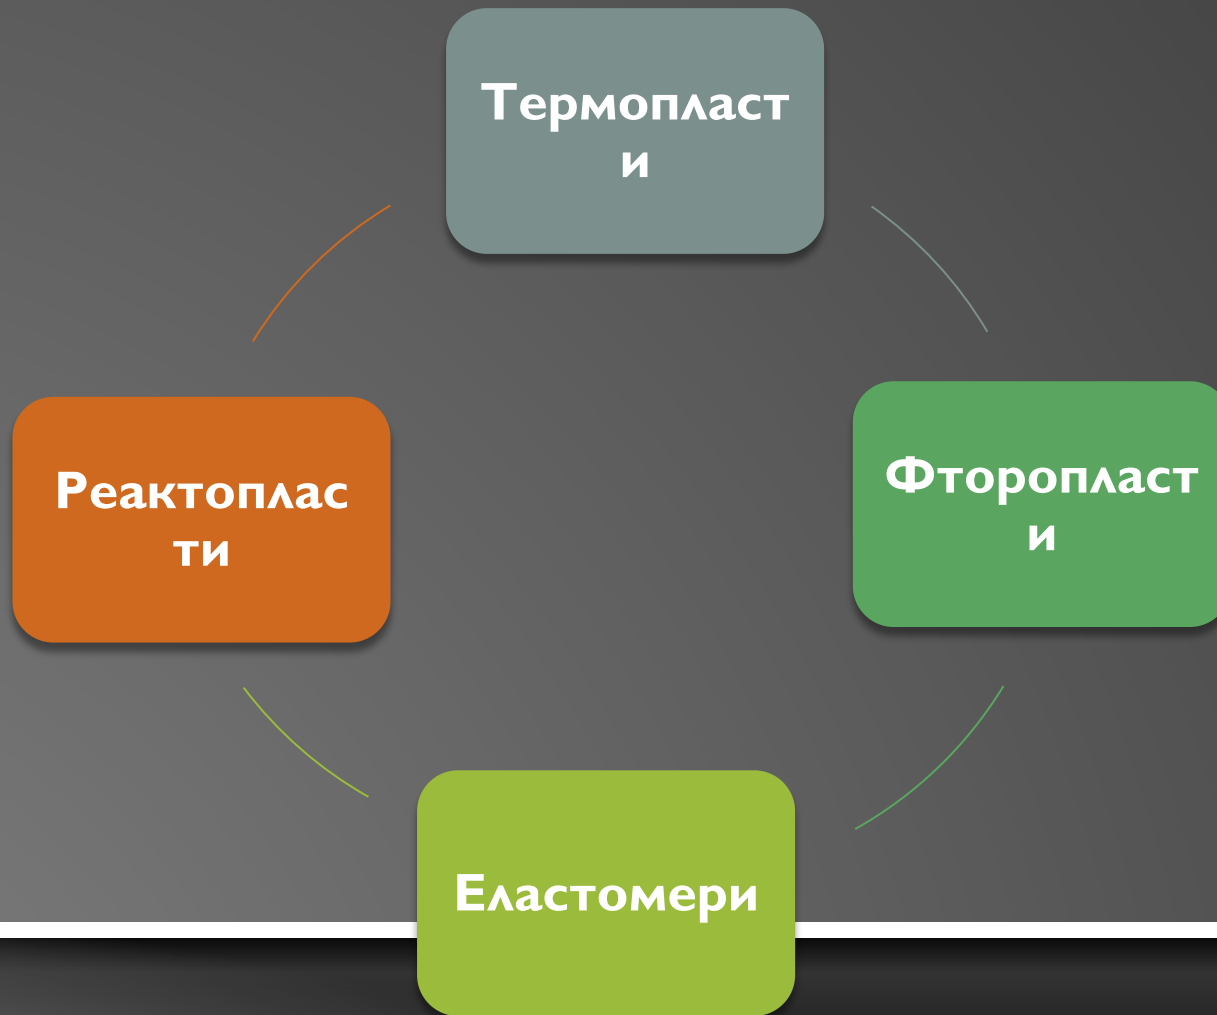 Термопласт
и
Реактоплас
ти
Фторопласт
и
Еластомери